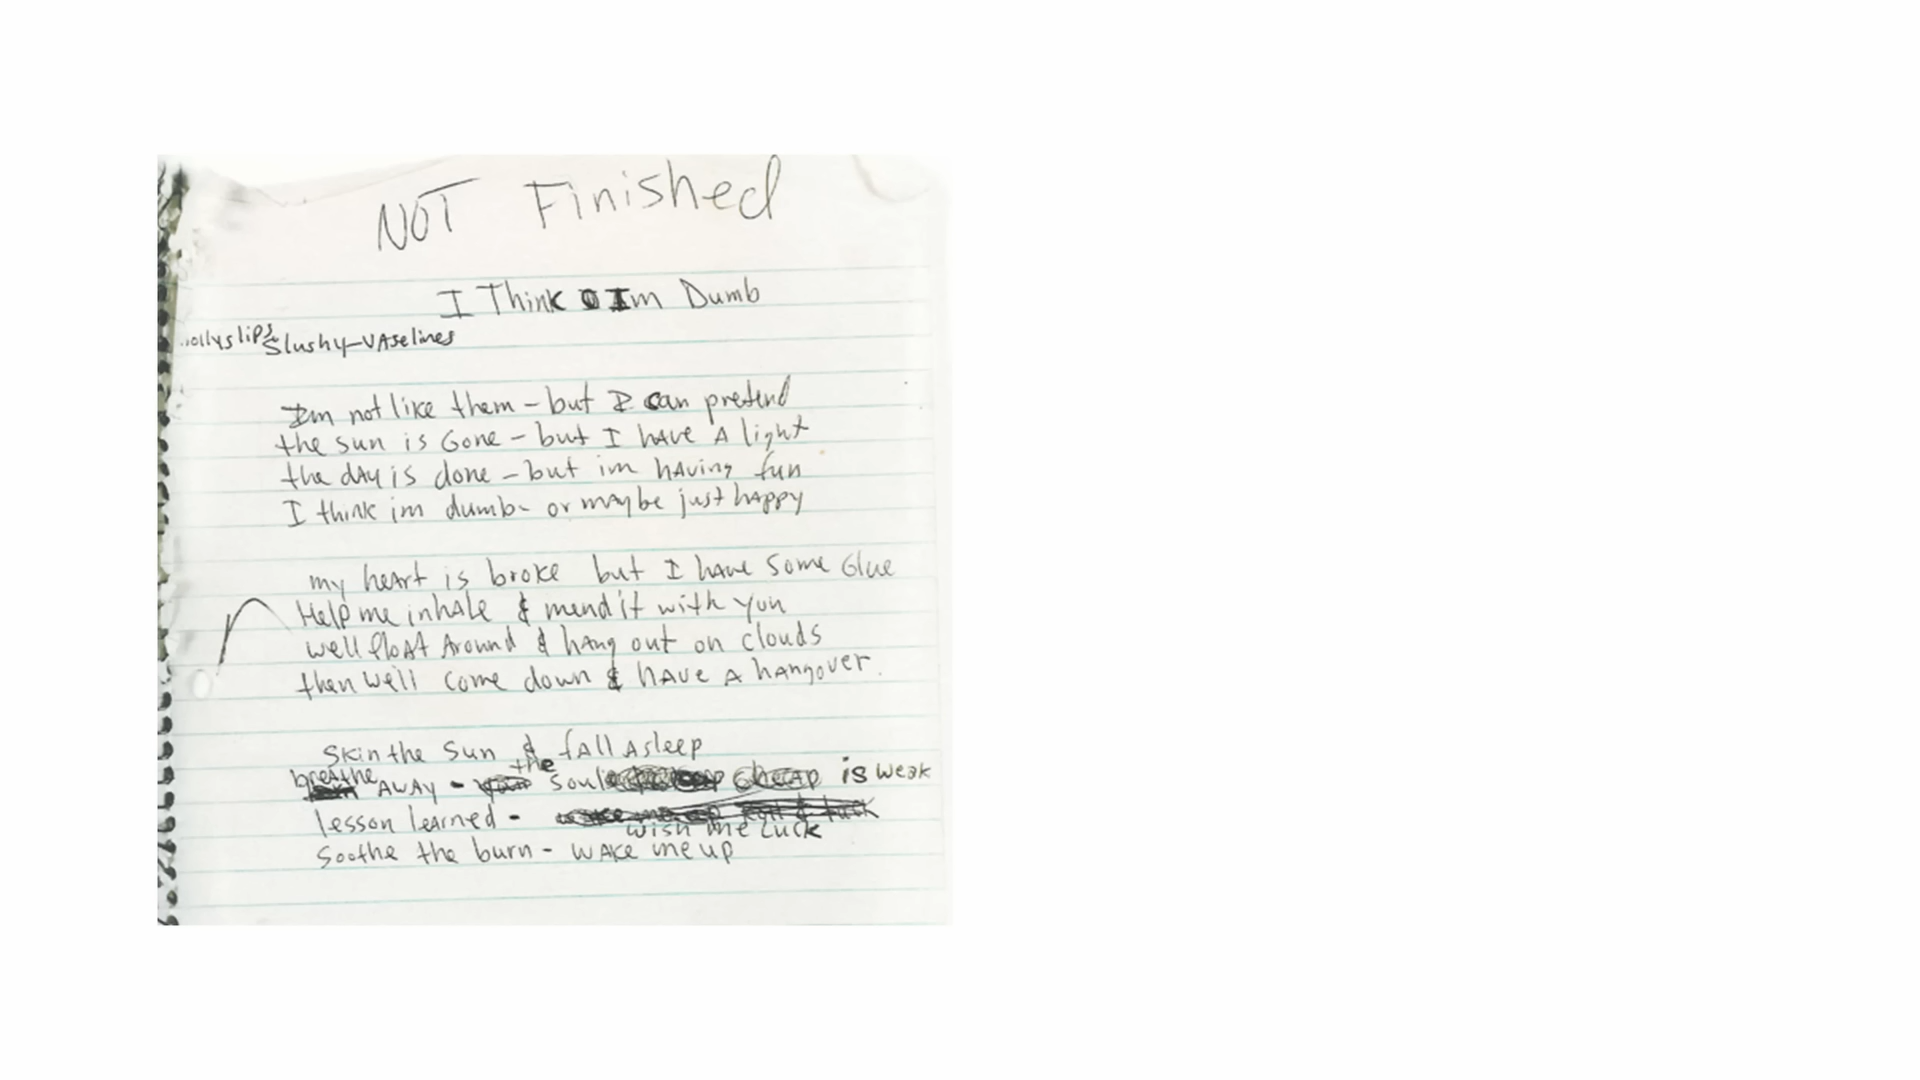 NOT Finished
I Think Im Dumb
Slushy-VAselines
Im not like them - but I can pretend
the sun is Gone - but I hAve A light
the dAy is done - but im hAving fun
I think im dumb - or mAybe just hAppy
my heArt is broke but I have Some Glue
Help me inhAle & mend it with you
well floAt Around & hAng out on clouds
then we'll come down & hAve A hAngover.
Skin the Sun & fAll Asleep
breathe AwAy - the soul is weak
lesson leArned - wish me Luck
Soothe the burn - wAke me up